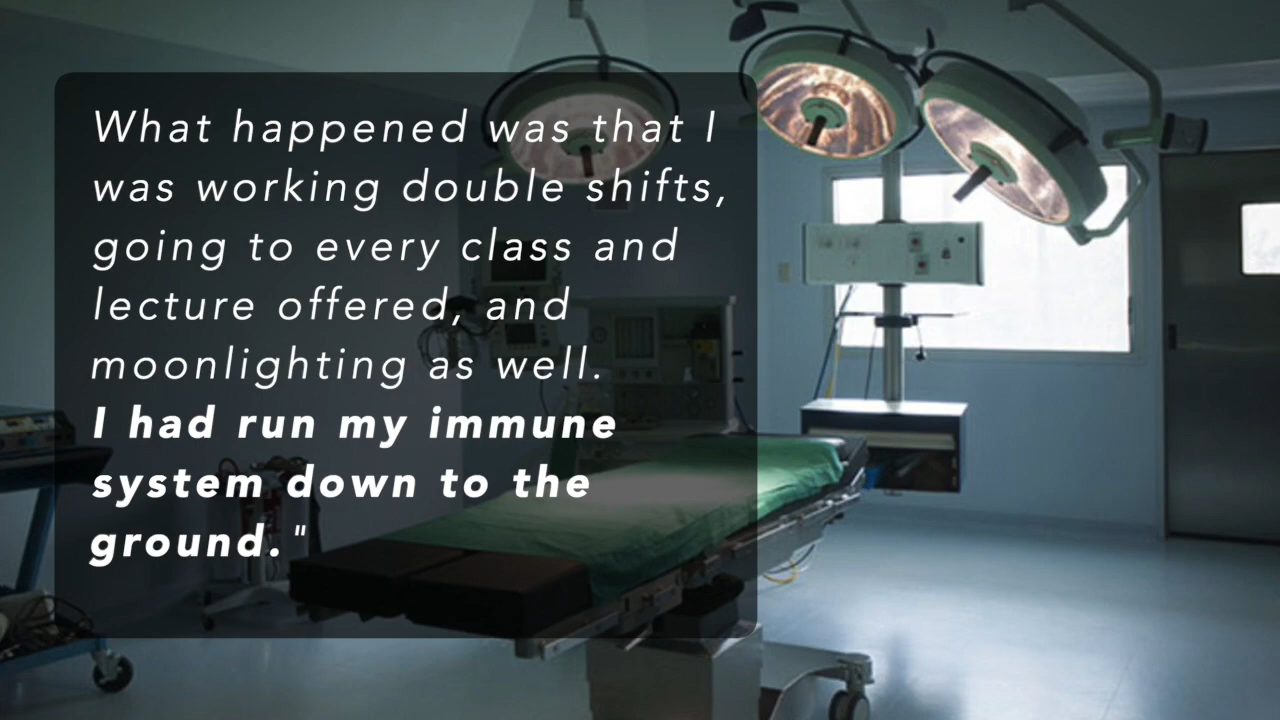 What happened was that I
was working double shifts,
going to every class and
lecture offered, and
moonlighting as well.
I had run my immune
system down to the
ground."